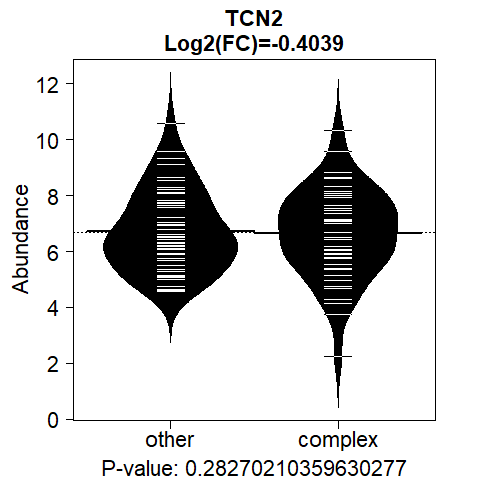 TCN2
Log2(FC)=-0.4039
Abundance
12
10
8
6
4
2
0
other complex
P-value: 0.28270210359630277